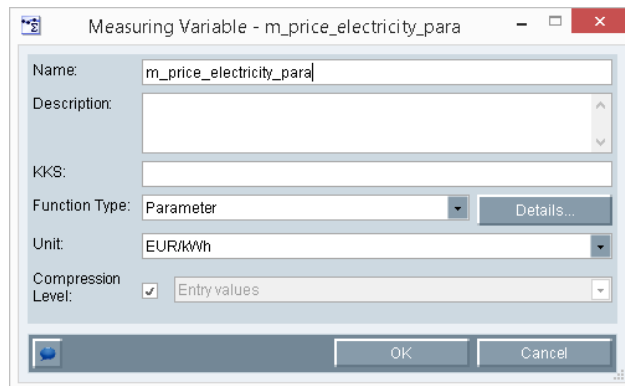 Measuring Variable - m_price_electricity_para
Name:
m_price_electricity_para
Description:
KKS:
Function Type:
Parameter
Details...
Unit:
EUR/kWh
Compression
Level:
Entry values
OK
Cancel